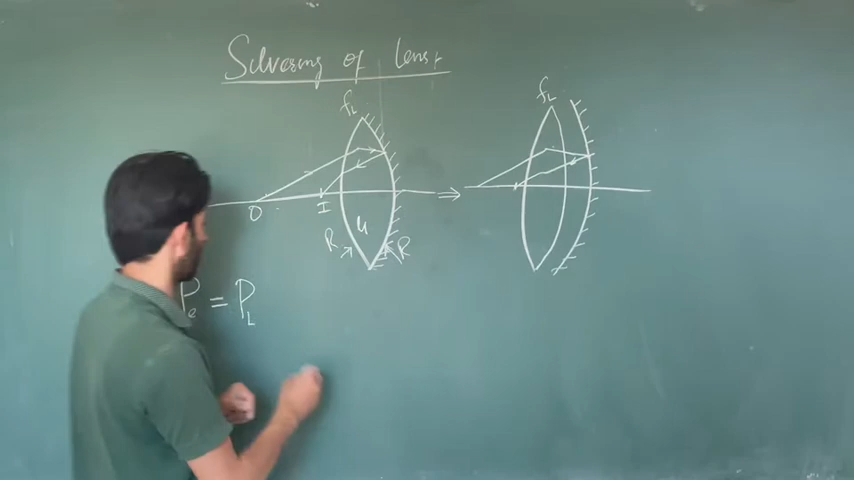 Silvering of Lens:
fL
fL
O
I
μ
R
R
Pe = PL